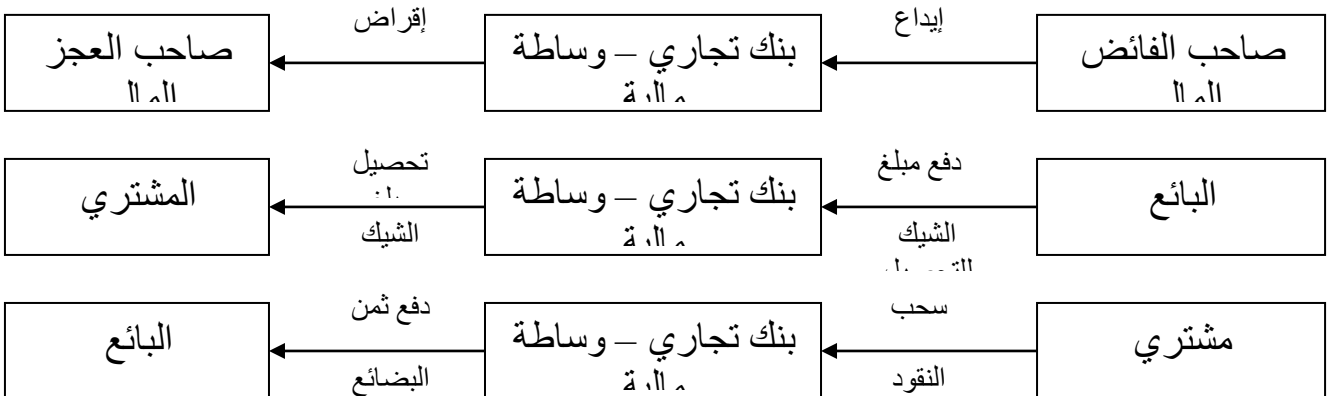 صاحب الفائض
إيداع
بنك تجاري – وساطة
إقراض
صاحب العجز
البائع
دفع مبلغ
الشيك
بنك تجاري – وساطة
تحصيل
الشيك
المشتري
مشتري
سحب
النقود
بنك تجاري – وساطة
دفع ثمن
البضائع
البائع